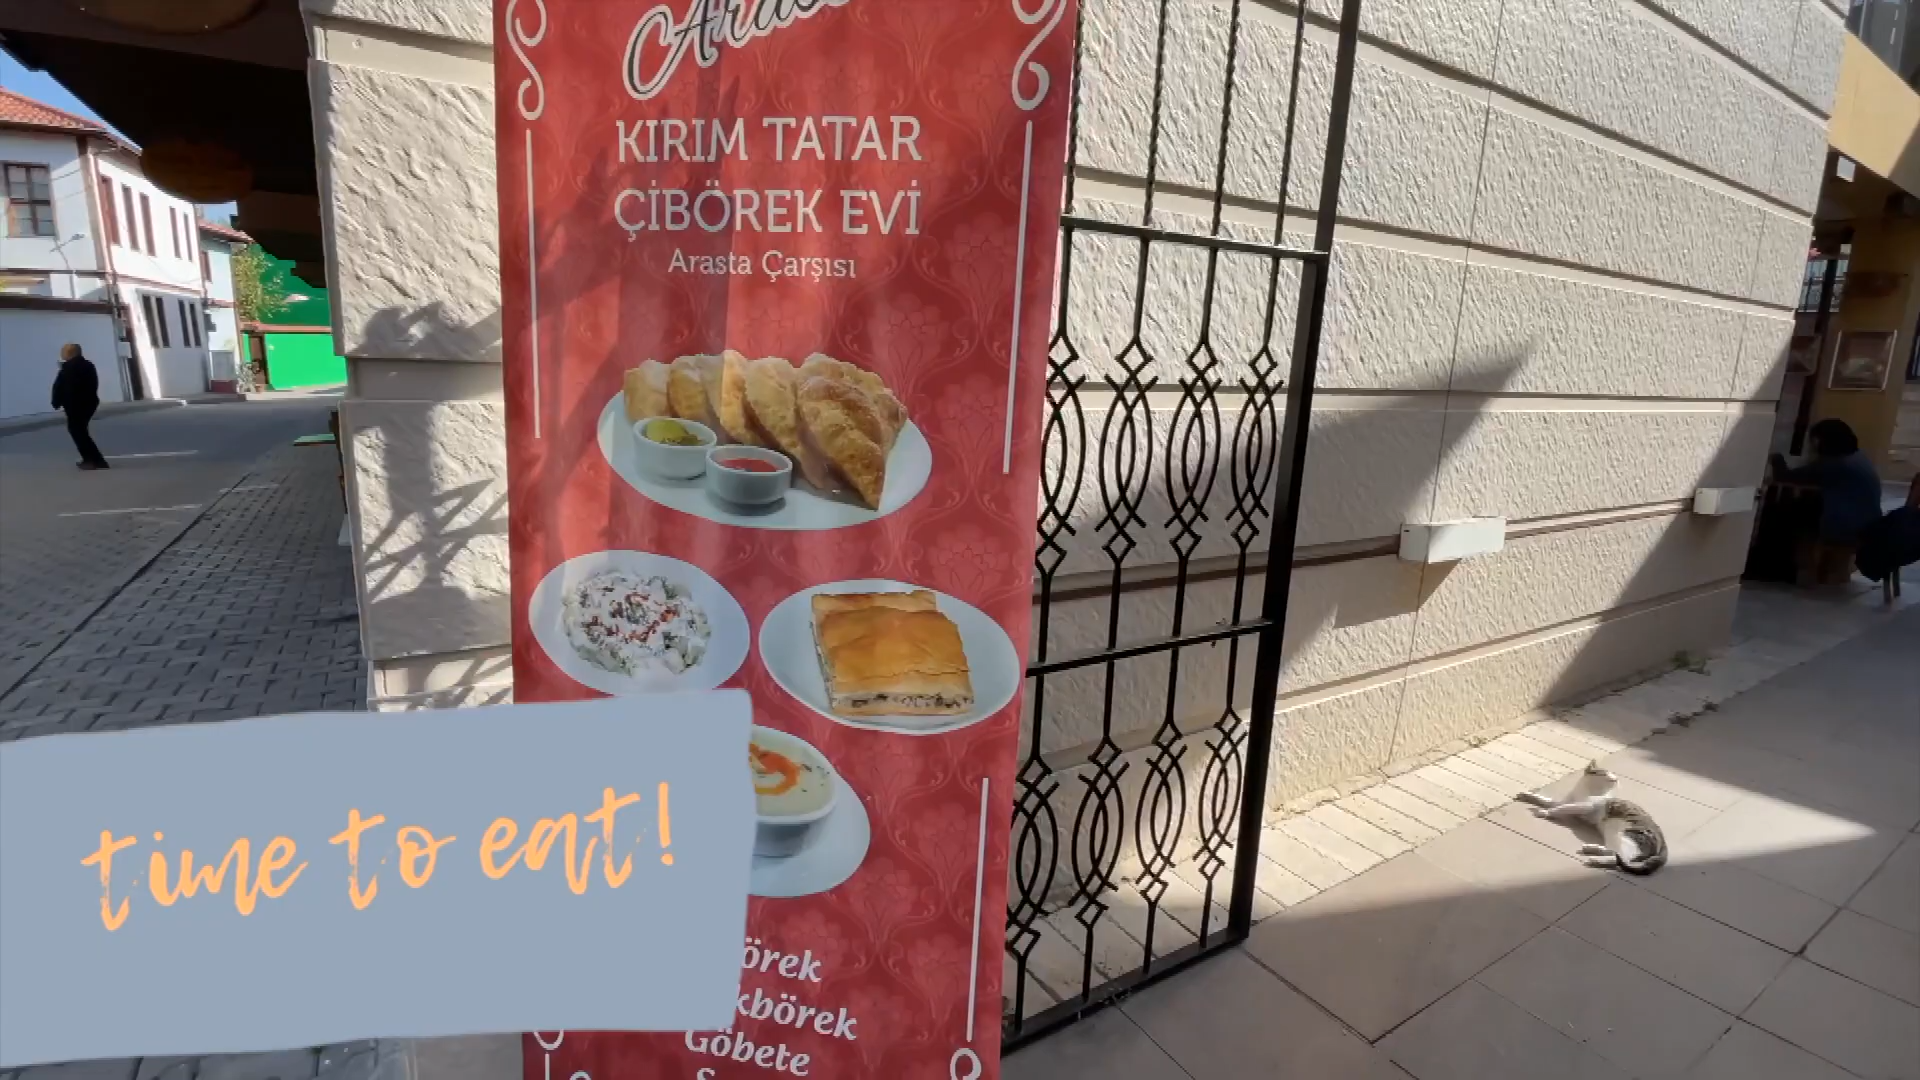 KIRIM TATAR
ÇİBÖREK EVİ
Arasta Çarşısı
time to eat!
Göbete